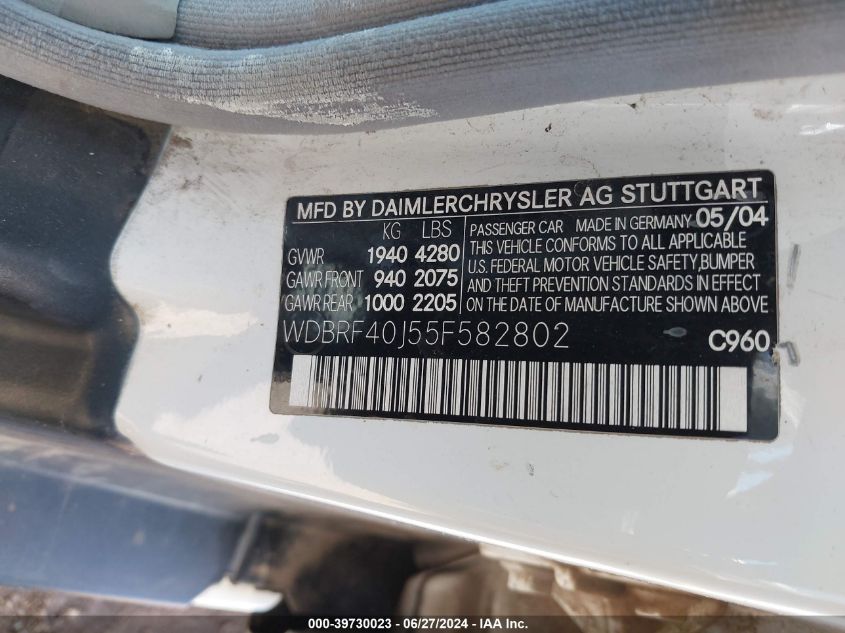 MFD BY DAIMLERCHRYSLER AG STUTTGART
KG LBS
GVWR 1940 4280
GAWR FRONT 940 2075
GAWR REAR 1000 2205
PASSENGER CAR MADE IN GERMANY 05/04
THIS VEHICLE CONFORMS TO ALL APPLICABLE
U.S. FEDERAL MOTOR VEHICLE SAFETY, BUMPER
AND THEFT PREVENTION STANDARDS IN EFFECT
ON THE DATE OF MANUFACTURE SHOWN ABOVE
WDBRF40J55F582802
C960
000-39730023 / 06/27/2024 / IAA Inc.